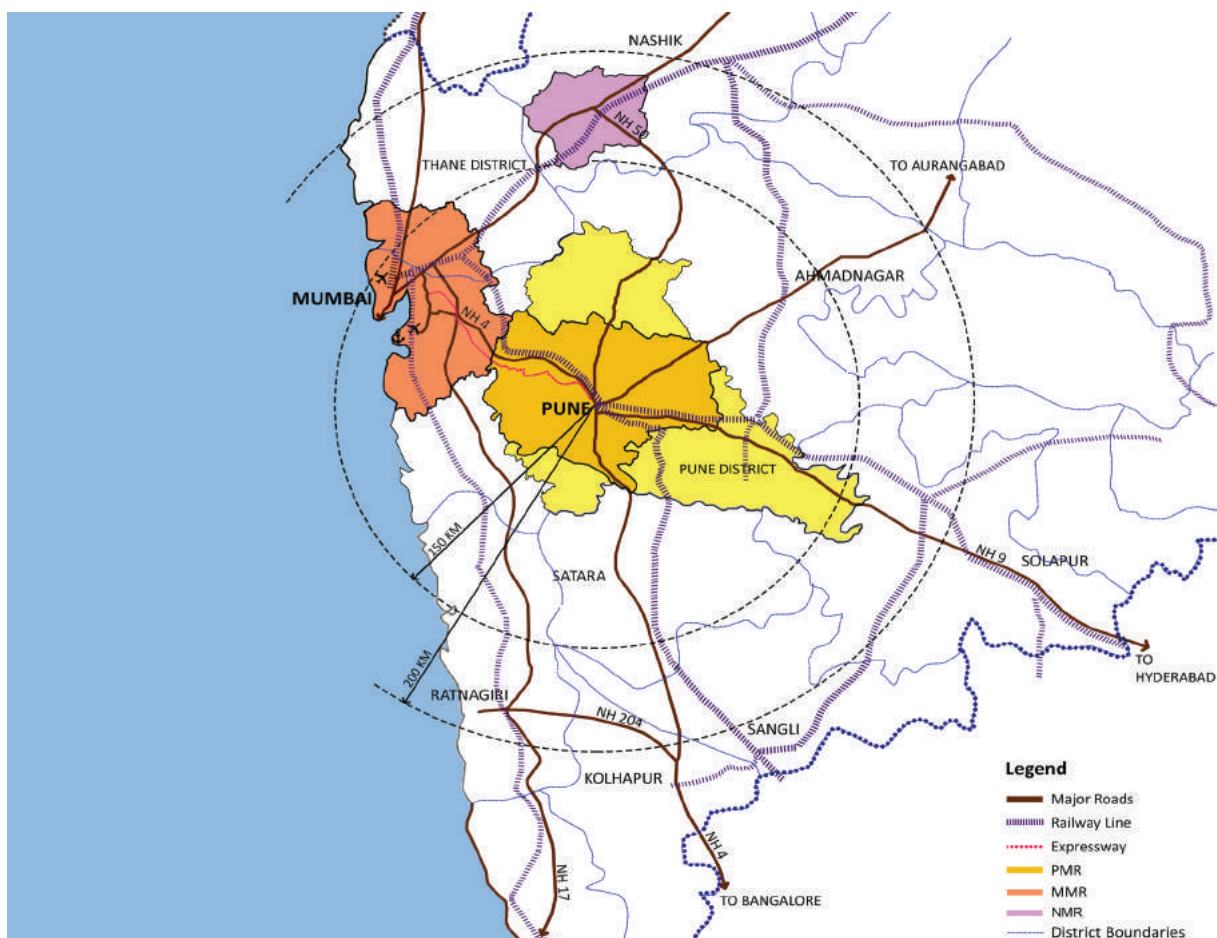 NASHIK
NH 50
THANE DISTRICT
TO AURANGABAD
AHMADNAGAR
MUMBAI
NH 4
PUNE
PUNE DISTRICT
150 KM
200 KM
SATARA
NH 9
SOLAPUR
TO
HYDERABAD
RATNAGIRI
NH 204
SANGLI
KOLHAPUR
NH 4
NH 17
TO BANGALORE
Legend
Major Roads
Railway Line
Expressway
PMR
MMR
NMR
District Boundaries